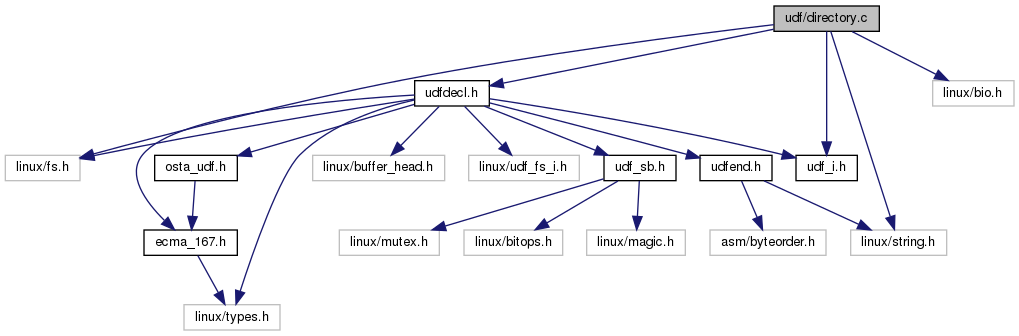 udf/directory.c
udfdecl.h
linux/bio.h
linux/fs.h
osta_udf.h
linux/buffer_head.h
linux/udf_fs_i.h
udf_sb.h
udfend.h
udf_i.h
ecma_167.h
linux/mutex.h
linux/bitops.h
linux/magic.h
asm/byteorder.h
linux/string.h
linux/types.h